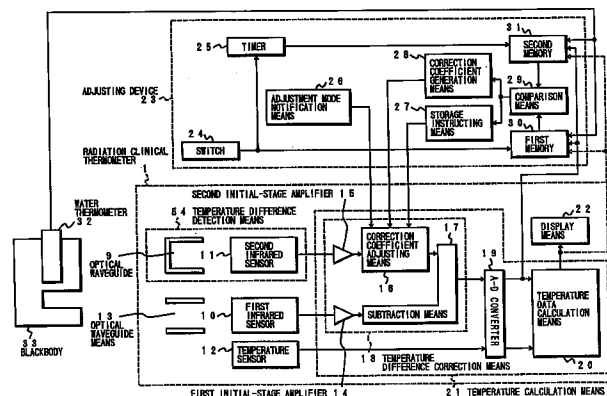 ADJUSTING DEVICE
23
25
TIMER
31
SECOND MEMORY
28
CORRECTION COEFFICIENT GENERATION MEANS
29
COMPARISON MEANS
26
ADJUSTMENT MODE NOTIFICATION MEANS
27
STORAGE INSTRUCTING MEANS
30
FIRST MEMORY
24
SWITCH
RADIATION CLINICAL THERMOMETER
1
WATER THERMOMETER
32
SECOND INITIAL-STAGE AMPLIFIER 15
54 TEMPERATURE DIFFERENCE DETECTION MEANS
9
OPTICAL WAVEGUIDE
11
SECOND INFRARED SENSOR
CORRECTION COEFFICIENT ADJUSTING MEANS
16
17
19
A-D CONVERTER
22
DISPLAY MEANS
13
OPTICAL WAVEGUIDE MEANS
10
FIRST INFRARED SENSOR
SUBTRACTION MEANS
TEMPERATURE DATA CALCULATION MEANS
20
12
TEMPERATURE SENSOR
18 TEMPERATURE DIFFERENCE CORRECTION MEANS
33
BLACKBODY
FIRST INITIAL-STAGE AMPLIFIER 14
21 TEMPERATURE CALCULATION MEANS